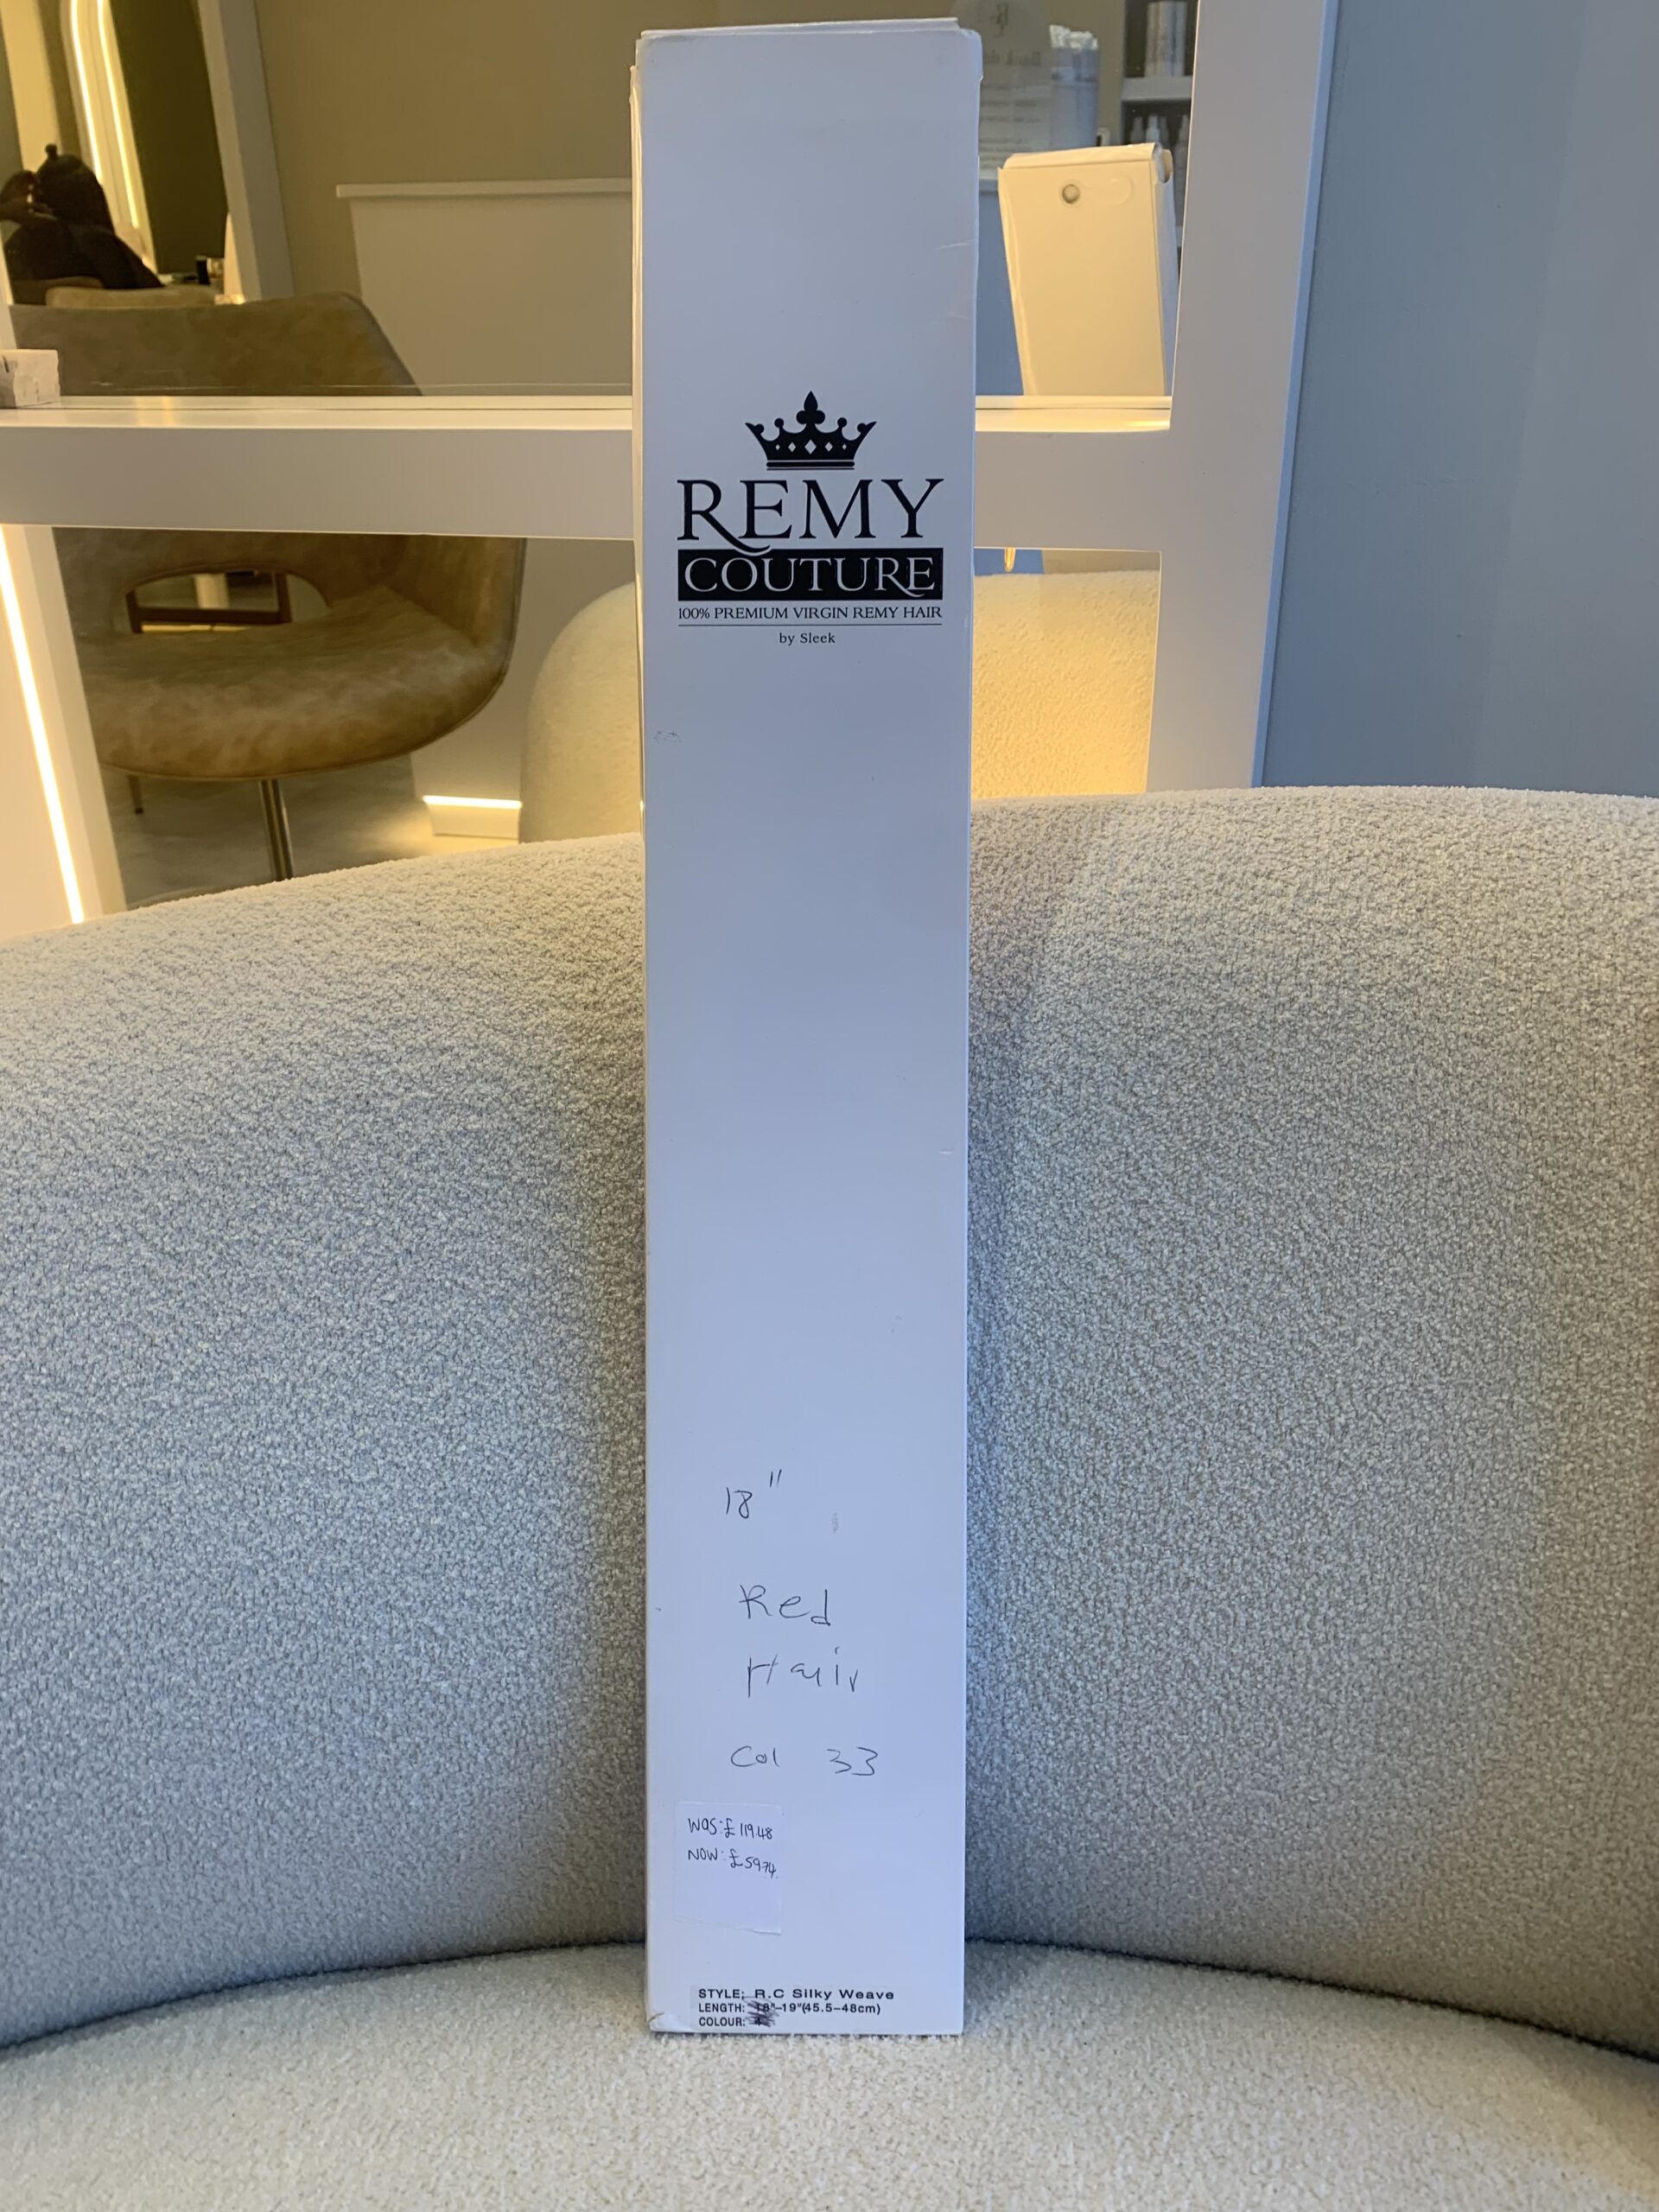 REMY
COUTURE
100% PREMIUM VIRGIN REMY HAIR
by Sleek
18"
Red
Hair
Col 33
WAS: £119.48
NOW: £59.74
STYLE: R.C Silky Weave
LENGTH: 18"-19"(45.5-48cm)
COLOUR: